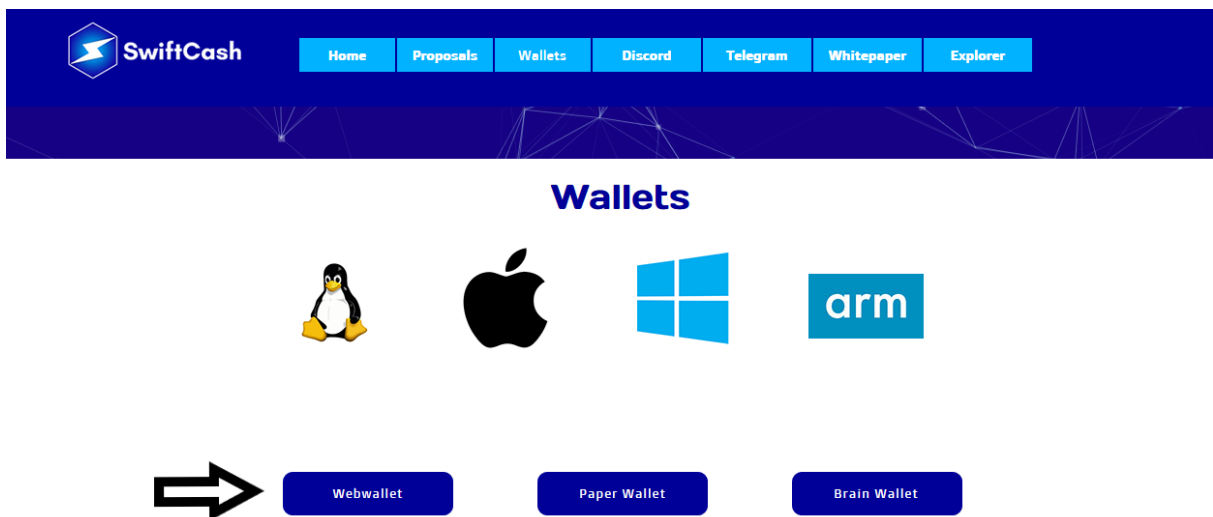 SwiftCash
Home Proposals Wallets Discord Telegram Whitepaper Explorer
Wallets
arm
Webwallet Paper Wallet Brain Wallet